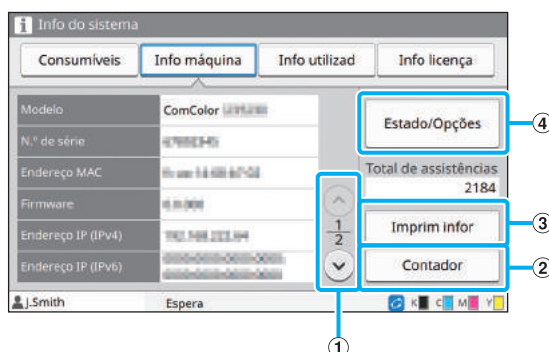 i Info do sistema
Consumíveis Info máquina Info utilizad Info licença
Modelo ComColor
N.º de série
Endereço MAC
Firmware
Endereço IP (IPv4)
Endereço IP (IPv6)
1
2
Estado/Opções
Total de assistências
2184
Imprim infor
Contador
J.Smith Espera K C M Y
4
3
2
1